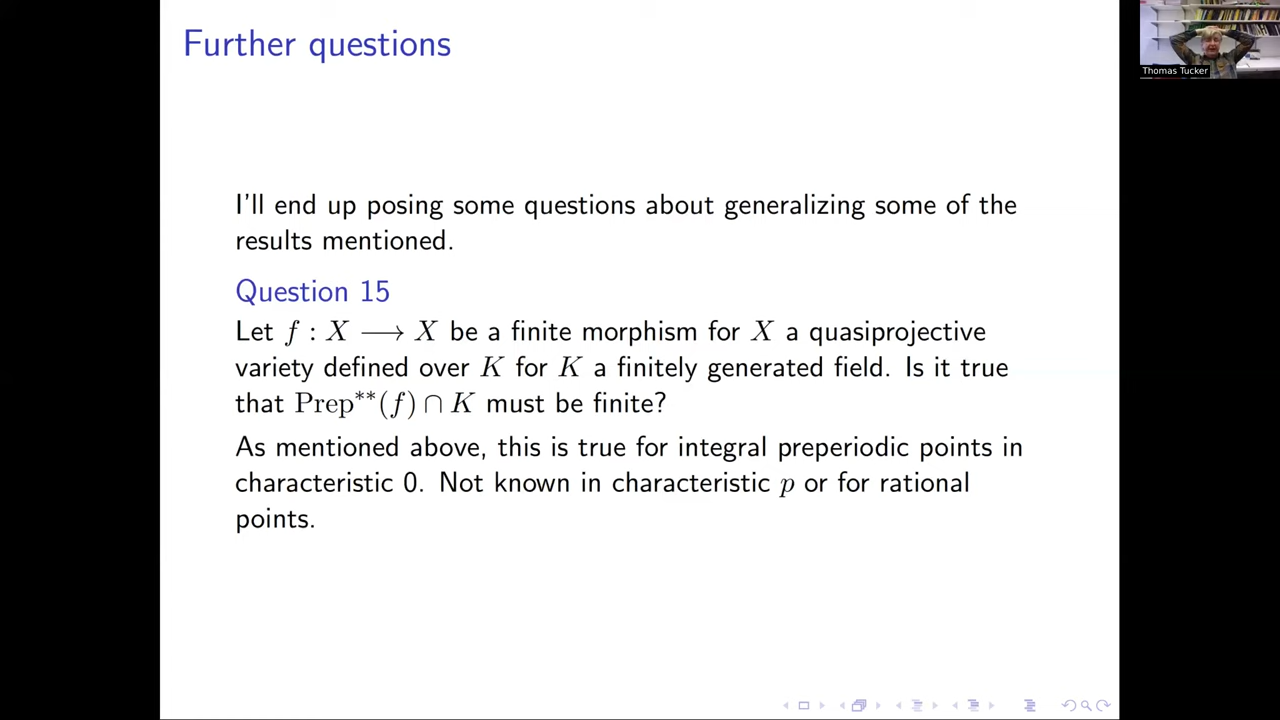 Further questions
Thomas Tucker
I'll end up posing some questions about generalizing some of the
results mentioned.
Question 15
Let f : X ⟶ X be a finite morphism for X a quasiprojective
variety defined over K for K a finitely generated field. Is it true
that Prep**(f) ∩ K must be finite?
As mentioned above, this is true for integral preperiodic points in
characteristic 0. Not known in characteristic p or for rational
points.